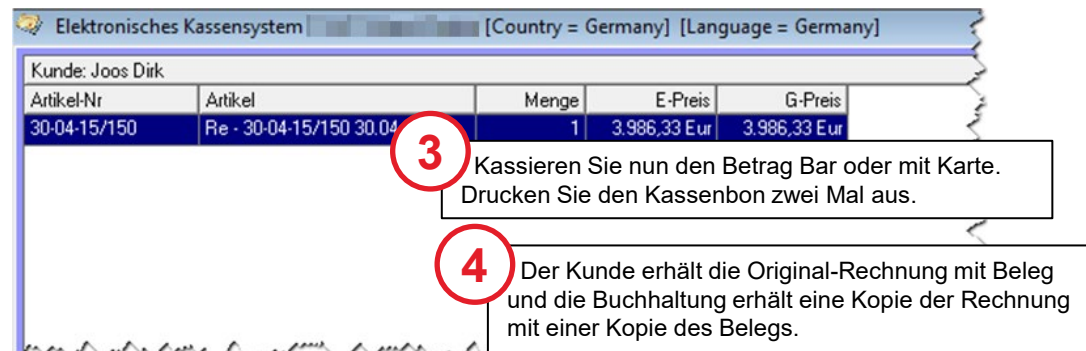 Elektronisches Kassensystem [Country = Germany] [Language = Germany]
Kunde: Joos Dirk
Artikel-Nr Artikel Menge E-Preis G-Preis
30-04-15/150 Re - 30-04-15/150 30.04 1 3.986,33 Eur 3.986,33 Eur
3
Kassieren Sie nun den Betrag Bar oder mit Karte.
Drucken Sie den Kassenbon zwei Mal aus.
4
Der Kunde erhält die Original-Rechnung mit Beleg
und die Buchhaltung erhält eine Kopie der Rechnung
mit einer Kopie des Belegs.